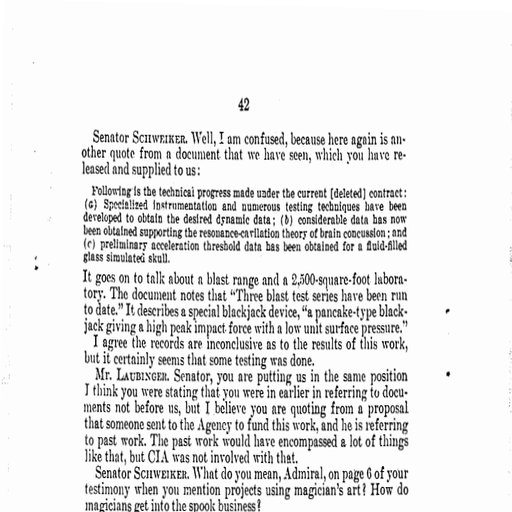 42
Senator SCHWEIKER. Well, I am confused, because here again is an-
other quote from a document that we have seen, which you have re-
leased and supplied to us:
Following is the technical progress made under the current [deleted] contract:
(a) Specialized instrumentation and numerous testing techniques have been
developed to obtain the desired dynamic data; (b) considerable data has now
been obtained supporting the resonance-cavitation theory of brain concussion; and
(c) preliminary acceleration threshold data has been obtained for a fluid-filled
glass simulated skull.
It goes on to talk about a blast range and a 2,500-square-foot labora-
tory. The document notes that "Three blast test series have been run
to date." It describes a special blackjack device, "a pancake-type black-
jack giving a high peak impact force with a low unit surface pressure."
I agree the records are inconclusive as to the results of this work,
but it certainly seems that some testing was done.
Mr. LAUBINGER. Senator, you are putting us in the same position
I think you were stating that you were in earlier in referring to docu-
ments not before us, but I believe you are quoting from a proposal
that someone sent to the Agency to fund this work, and he is referring
to past work. The past work would have encompassed a lot of things
like that, but CIA was not involved with that.
Senator SCHWEIKER. What do you mean, Admiral, on page 6 of your
testimony when you mention projects using magician's art? How do
magicians get into the spook business?